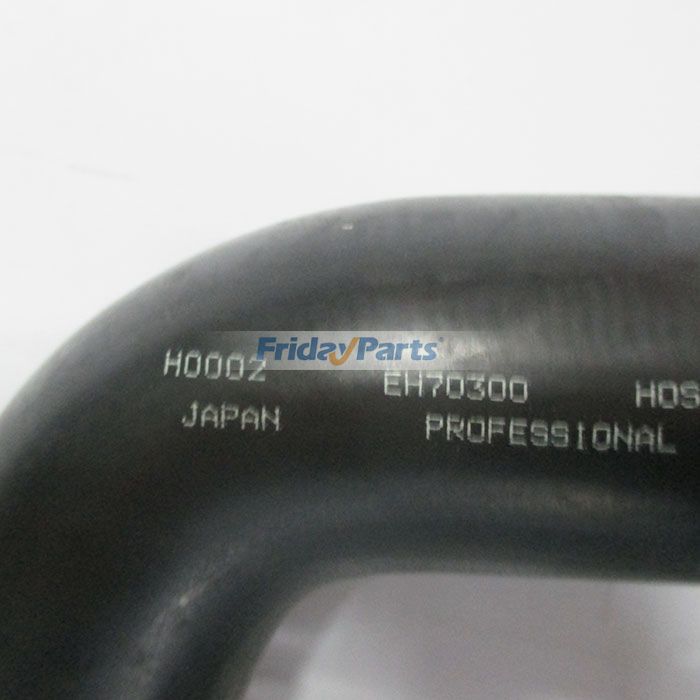 FridayParts
H0002 EH70300 HOS
JAPAN PROFESSIONAL